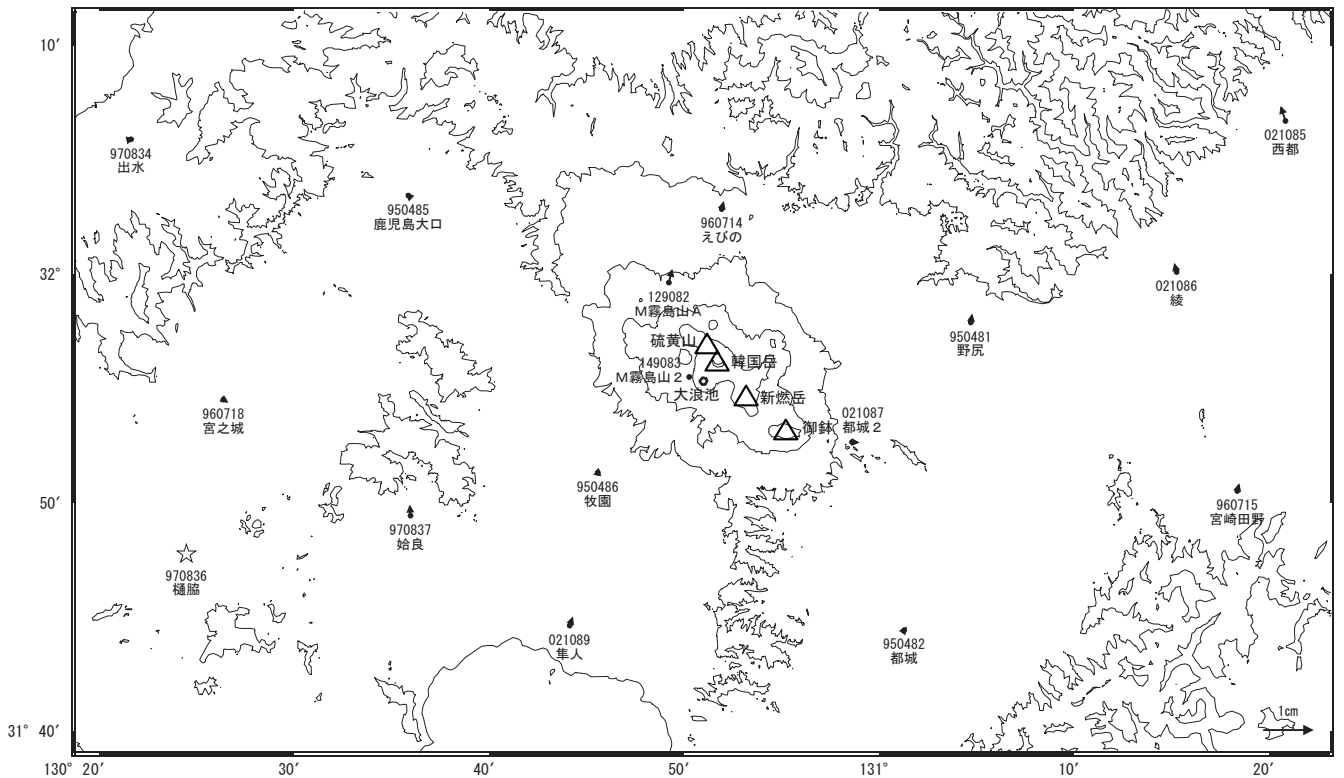 10′
021085
西都
970834
出水
950485
鹿児島大口
960714
えびの
32°
021086
綾
129082
M霧島山A
950481
野尻
硫黄山
149083
韓国岳
M霧島山2
大浪池
新燃岳
960718
宮之城
021087
御鉢
都城2
950486
牧園
50′
960715
宮崎田野
970837
姶良
970836
樋脇
021089
隼人
950482
都城
1cm
31° 40′
130° 20′
30′
40′
50′
131°
10′
20′